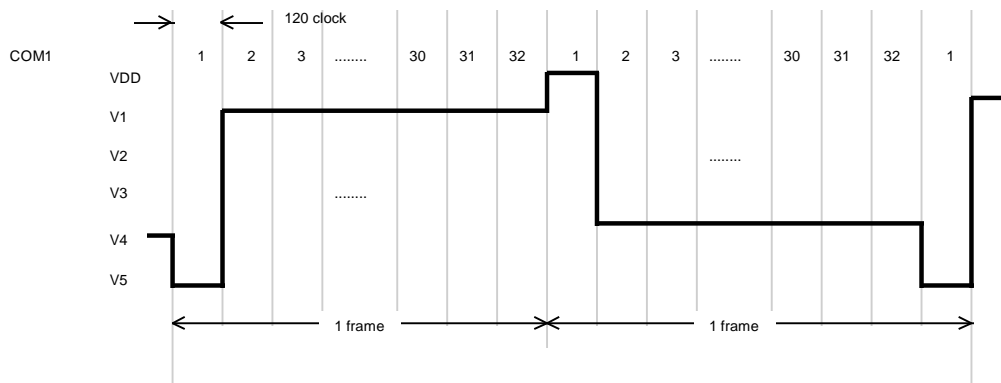 120 clock
COM1 1 2 3 ........ 30 31 32 1 2 3 ........ 30 31 32 1
VDD
V1
V2 ........
V3 ........
V4
V5
1 frame 1 frame